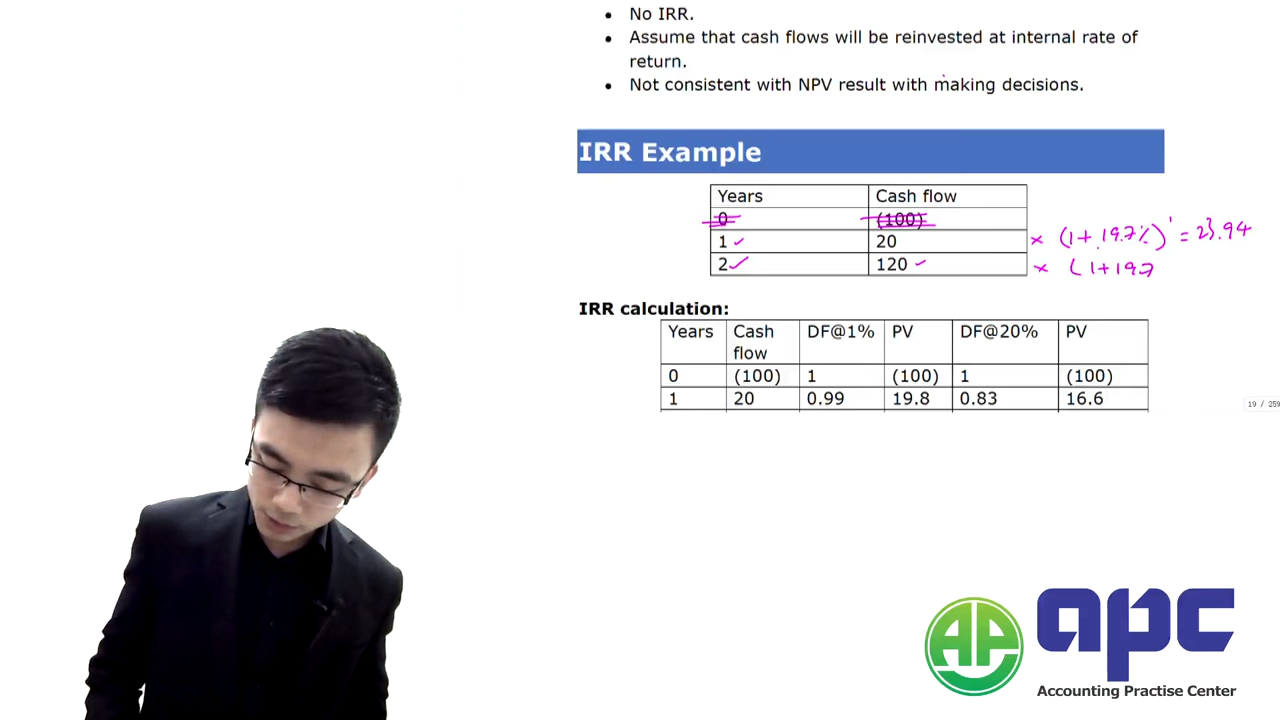 No IRR.
Assume that cash flows will be reinvested at internal rate of
return.
Not consistent with NPV result with making decisions.
IRR Example
Years Cash flow
0 (100)
1 20 × (1+19.7%)¹ = 23.94
2 120 × (1+19.7
IRR calculation:
Years Cash flow DF@1% PV DF@20% PV
0 (100) 1 (100) 1 (100)
1 20 0.99 19.8 0.83 16.6
19 / 259
AP
apc
Accounting Practise Center